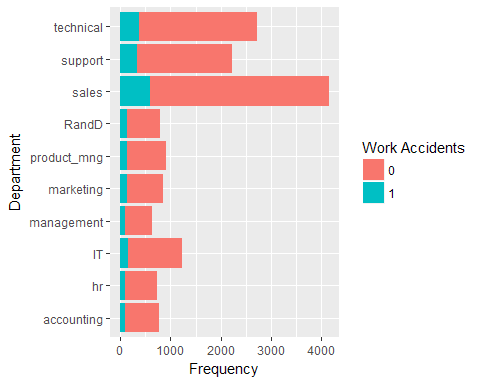 technical
support
sales
RandD
product_mng
marketing
management
IT
hr
accounting
Department
0
1000
2000
3000
4000
Frequency
Work Accidents
0
1